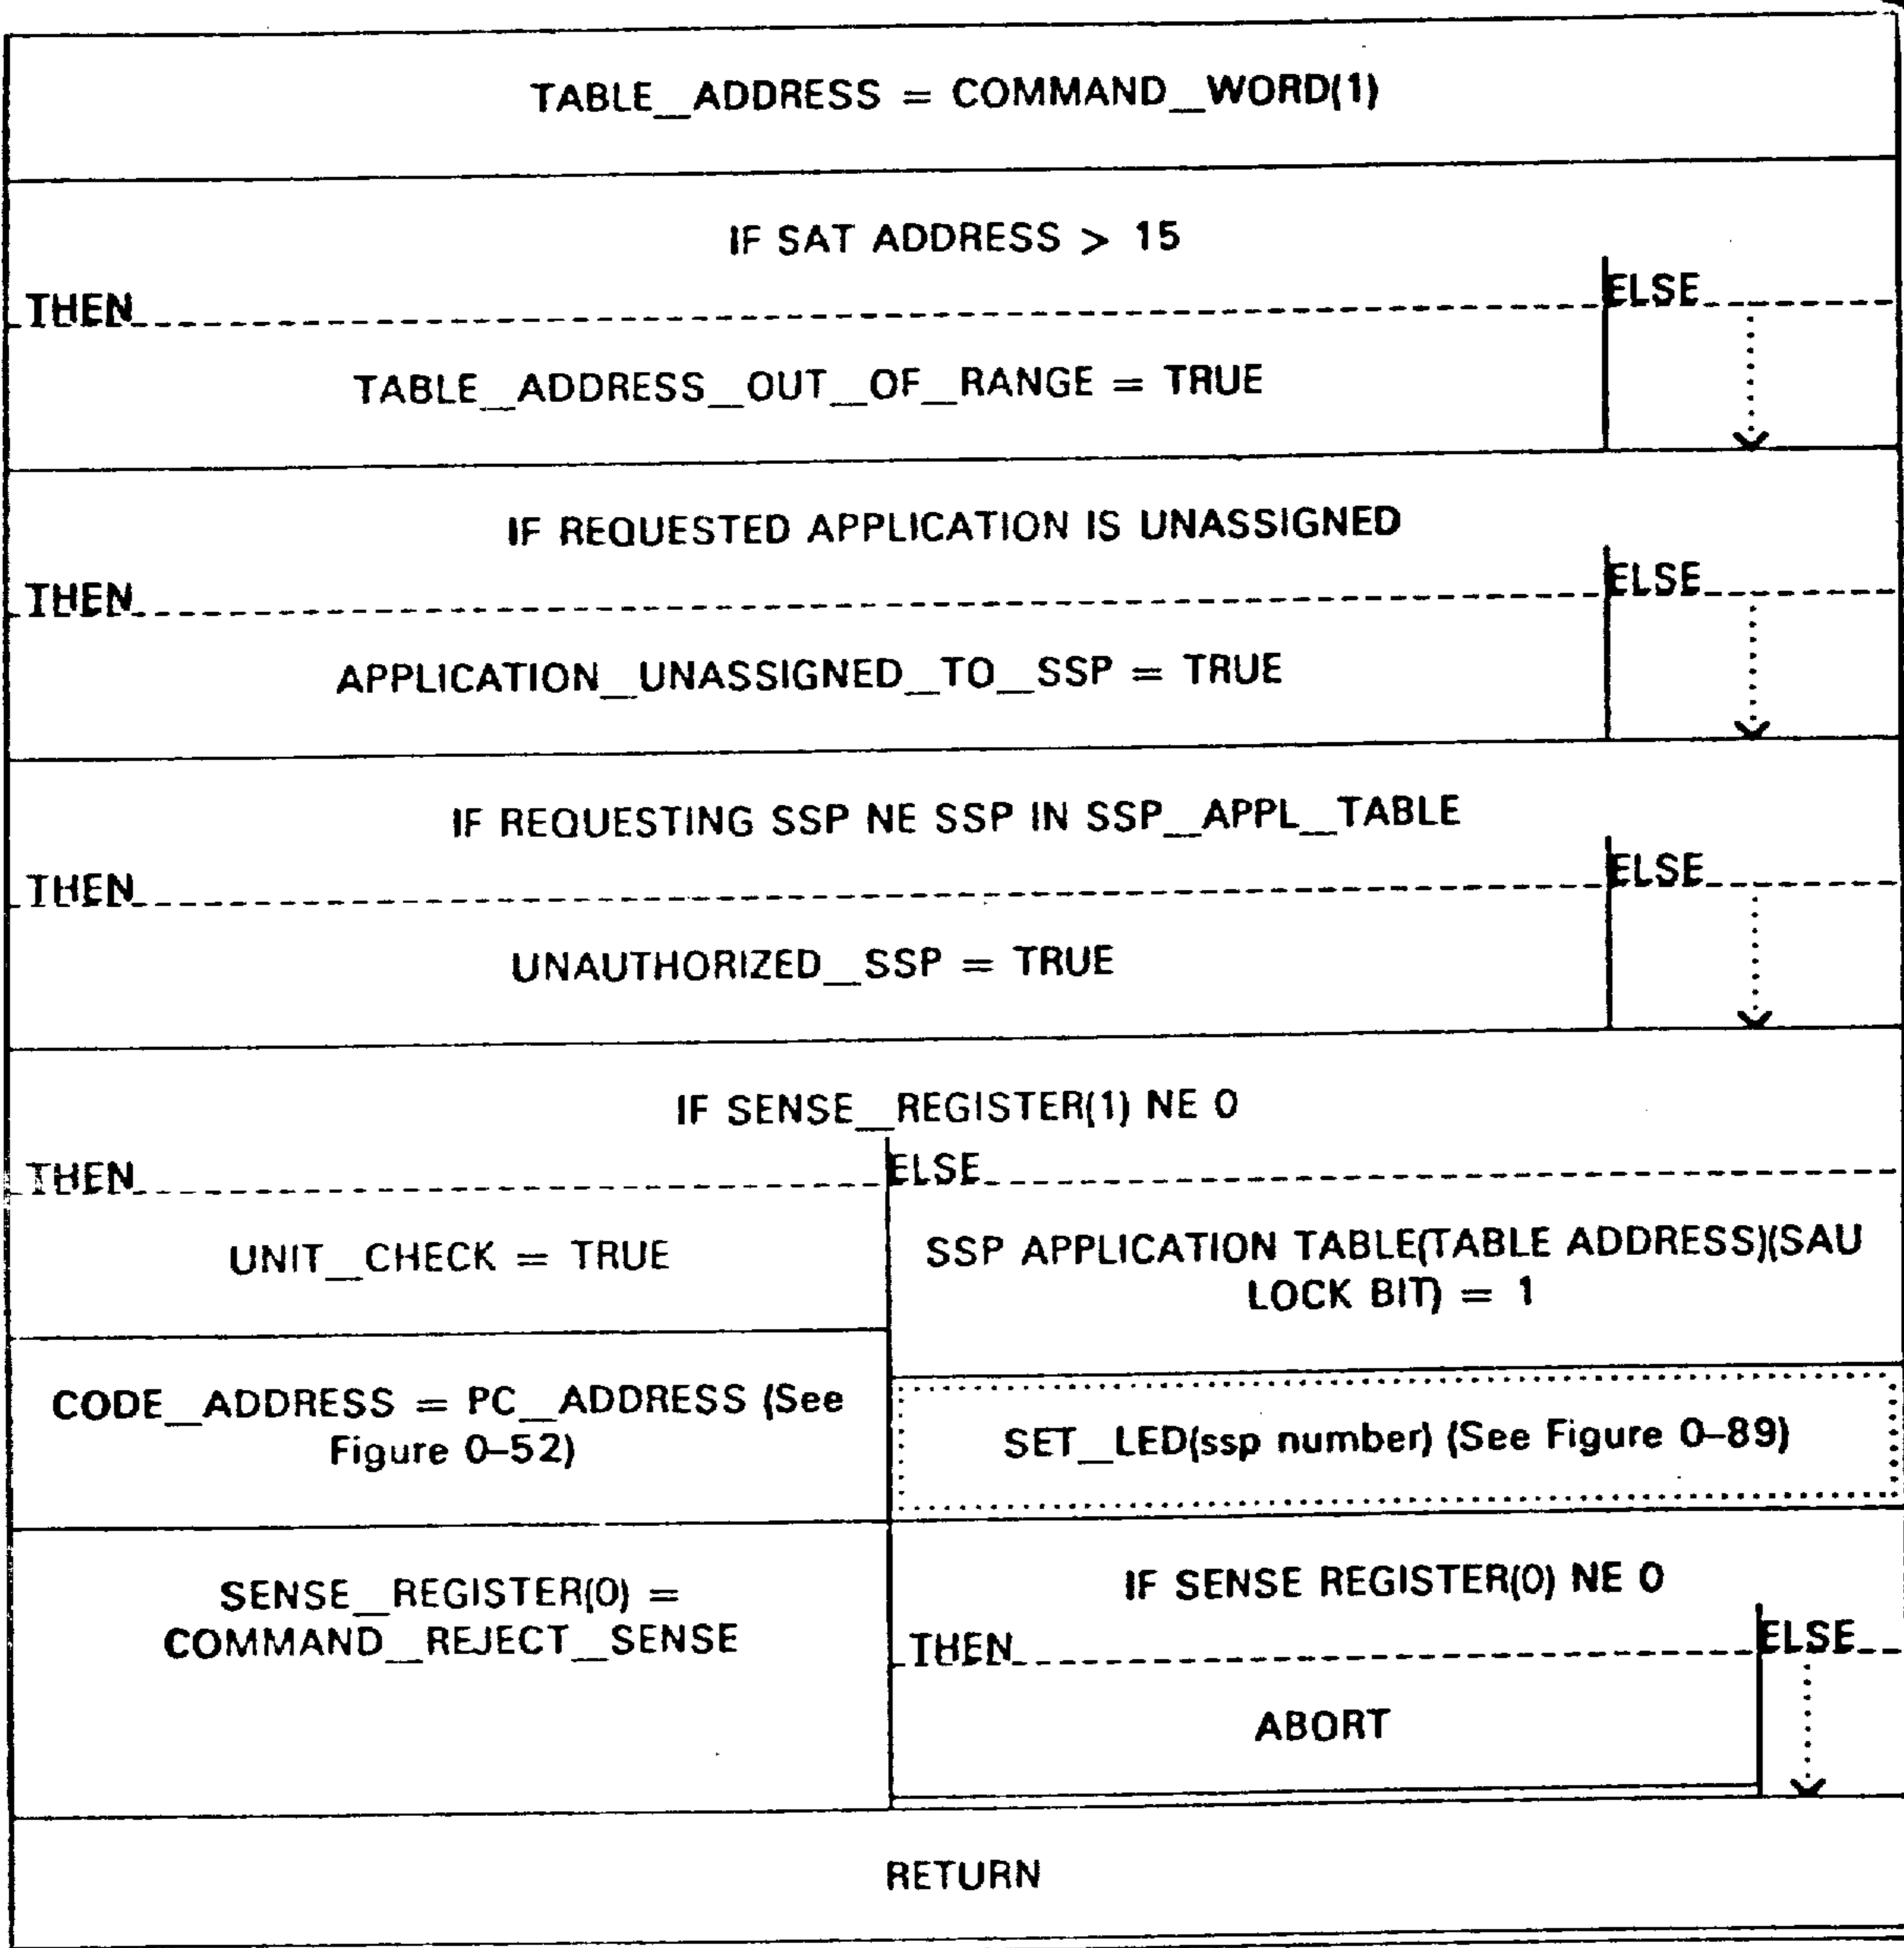 TABLE_ADDRESS = COMMAND_WORD(1)
IF SAT ADDRESS > 15
THEN
ELSE
TABLE_ADDRESS_OUT_OF_RANGE = TRUE
IF REQUESTED APPLICATION IS UNASSIGNED
THEN
ELSE
APPLICATION_UNASSIGNED_TO_SSP = TRUE
IF REQUESTING SSP NE SSP IN SSP_APPL_TABLE
THEN
ELSE
UNAUTHORIZED_SSP = TRUE
IF SENSE_REGISTER(1) NE 0
THEN
UNIT_CHECK = TRUE
CODE_ADDRESS = PC_ADDRESS (See
Figure 0–52)
SENSE_REGISTER(0) =
COMMAND_REJECT_SENSE
ELSE
SSP APPLICATION TABLE(TABLE ADDRESS)(SAU
LOCK BIT) = 1
SET_LED(ssp number) (See Figure 0–89)
IF SENSE REGISTER(0) NE 0
THEN
ELSE
ABORT
RETURN